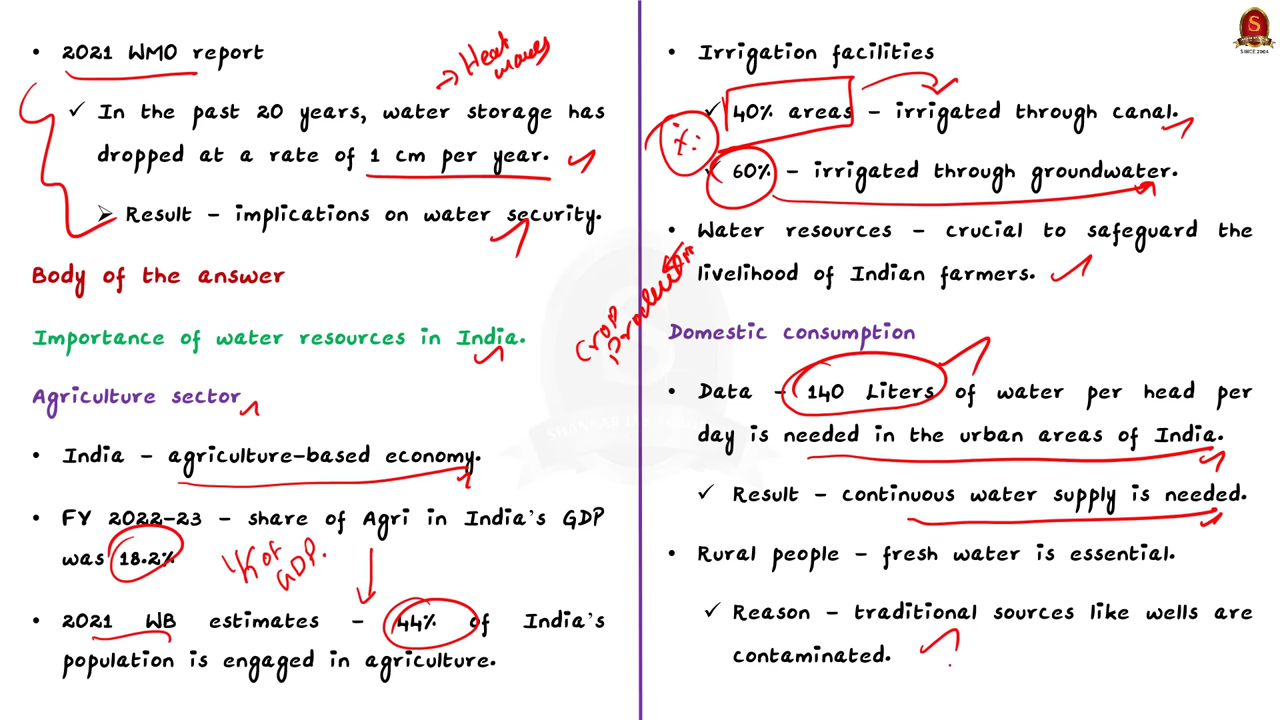 • 2021 WMO report
→ Heat
waves
✓ In the past 20 years, water storage has
dropped at a rate of 1 cm per year.
➢ Result – implications on water security.
Body of the answer
Importance of water resources in India.
Agriculture sector
• India – agriculture-based economy.
• FY 2022-23 – share of Agri in India's GDP
was 18.2%
% of
GDP.
• 2021 WB estimates – 44% of India's
population is engaged in agriculture.
• Irrigation facilities
✓ 40% areas – irrigated through canal.
✓ 60% – irrigated through groundwater.
• Water resources – crucial to safeguard the
livelihood of Indian farmers.
Crop
Production
Domestic consumption
• Data – 140 Liters of water per head per
day is needed in the urban areas of India.
✓ Result – continuous water supply is needed.
• Rural people – fresh water is essential.
✓ Reason – traditional sources like wells are
contaminated.
S
SINCE 2004